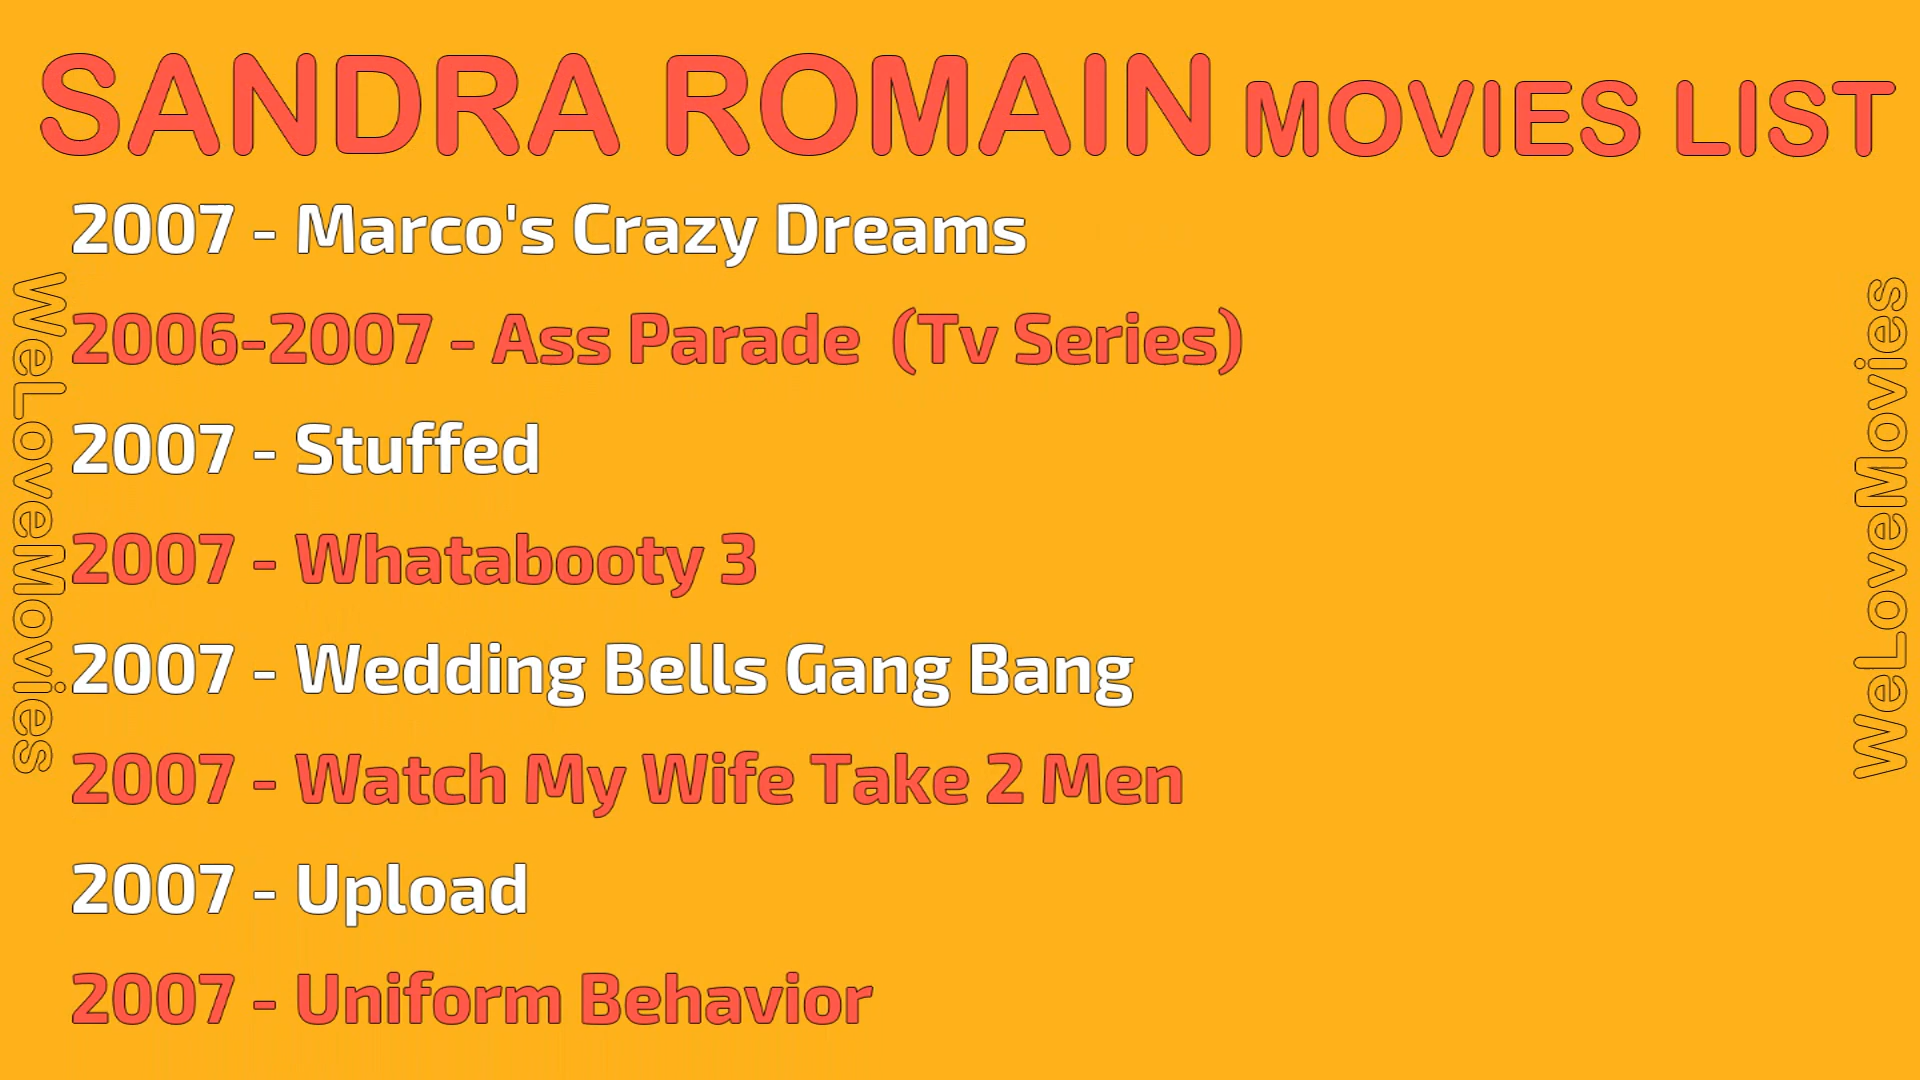 SANDRA ROMAIN MOVIES LIST
2007 - Marco's Crazy Dreams
2006-2007 - Ass Parade  (Tv Series)
2007 - Stuffed
2007 - Whatabooty 3
2007 - Wedding Bells Gang Bang
2007 - Watch My Wife Take 2 Men
2007 - Upload
2007 - Uniform Behavior
WeLoveMovies
WeLoveMovies